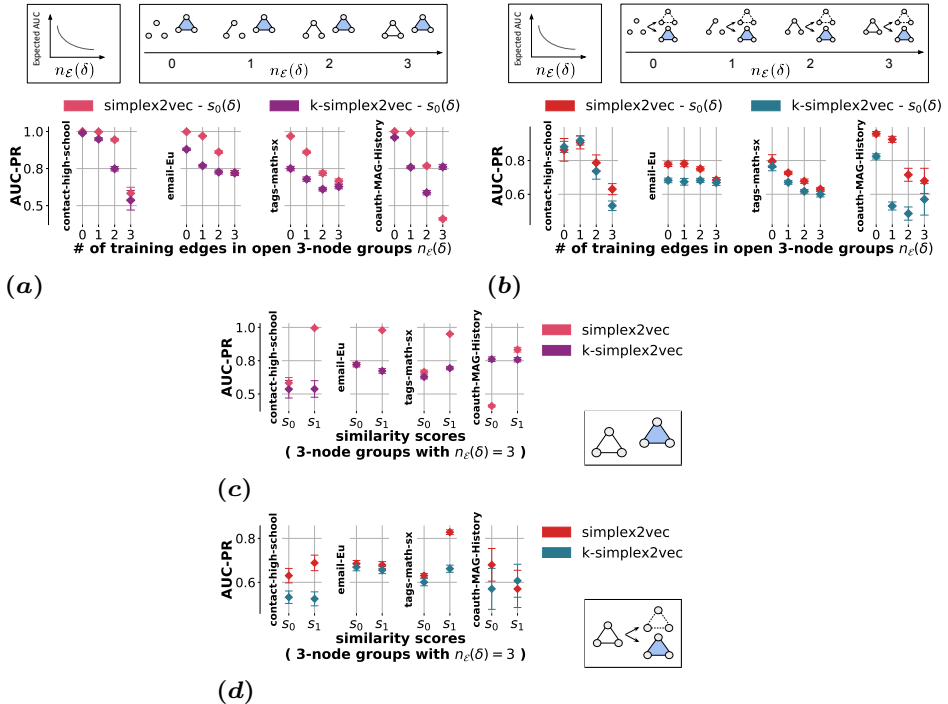 Expected AUC
n_ℰ(δ)
0 1 2 3
n_ℰ(δ)
simplex2vec - s₀(δ)
k-simplex2vec - s₀(δ)
AUC-PR
1.0
0.8
0.5
contact-high-school
email-Eu
tags-math-sx
coauth-MAG-History
0 1 2 3 0 1 2 3 0 1 2 3 0 1 2 3
# of training edges in open 3-node groups n_ℰ(δ)
(a)
Expected AUC
n_ℰ(δ)
0 1 2 3
n_ℰ(δ)
simplex2vec - s₀(δ)
k-simplex2vec - s₀(δ)
AUC-PR
0.8
0.6
contact-high-school
email-Eu
tags-math-sx
coauth-MAG-History
0 1 2 3 0 1 2 3 0 1 2 3 0 1 2 3
# of training edges in open 3-node groups n_ℰ(δ)
(b)
AUC-PR
1.0
0.8
0.5
contact-high-school
email-Eu
tags-math-sx
coauth-MAG-History
s₀ s₁ s₀ s₁ s₀ s₁ s₀ s₁
similarity scores
( 3-node groups with n_ℰ(δ) = 3 )
simplex2vec
k-simplex2vec
(c)
AUC-PR
0.8
0.6
contact-high-school
email-Eu
tags-math-sx
coauth-MAG-History
s₀ s₁ s₀ s₁ s₀ s₁ s₀ s₁
similarity scores
( 3-node groups with n_ℰ(δ) = 3 )
simplex2vec
k-simplex2vec
(d)